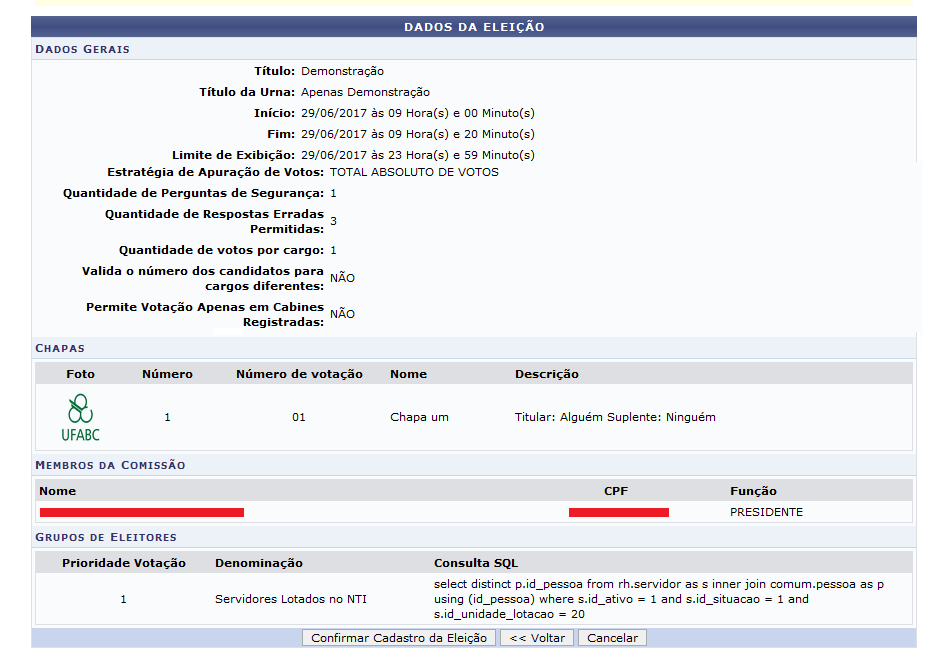 DADOS DA ELEIÇÃO
DADOS GERAIS
Título: Demonstração
Título da Urna: Apenas Demonstração
Início: 29/06/2017 às 09 Hora(s) e 00 Minuto(s)
Fim: 29/06/2017 às 09 Hora(s) e 20 Minuto(s)
Limite de Exibição: 29/06/2017 às 23 Hora(s) e 59 Minuto(s)
Estratégia de Apuração de Votos: TOTAL ABSOLUTO DE VOTOS
Quantidade de Perguntas de Segurança: 1
Quantidade de Respostas Erradas
Permitidas: 3
Quantidade de votos por cargo: 1
Valida o número dos candidatos para
cargos diferentes: NÃO
Permite Votação Apenas em Cabines
Registradas: NÃO
CHAPAS
Foto Número Número de votação Nome Descrição
UFABC 1 01 Chapa um Titular: Alguém Suplente: Ninguém
MEMBROS DA COMISSÃO
Nome CPF Função
PRESIDENTE
GRUPOS DE ELEITORES
Prioridade Votação Denominação Consulta SQL
1 Servidores Lotados no NTI select distinct p.id_pessoa from rh.servidor as s inner join comum.pessoa as p
using (id_pessoa) where s.id_ativo = 1 and s.id_situacao = 1 and
s.id_unidade_lotacao = 20
Confirmar Cadastro da Eleição << Voltar Cancelar